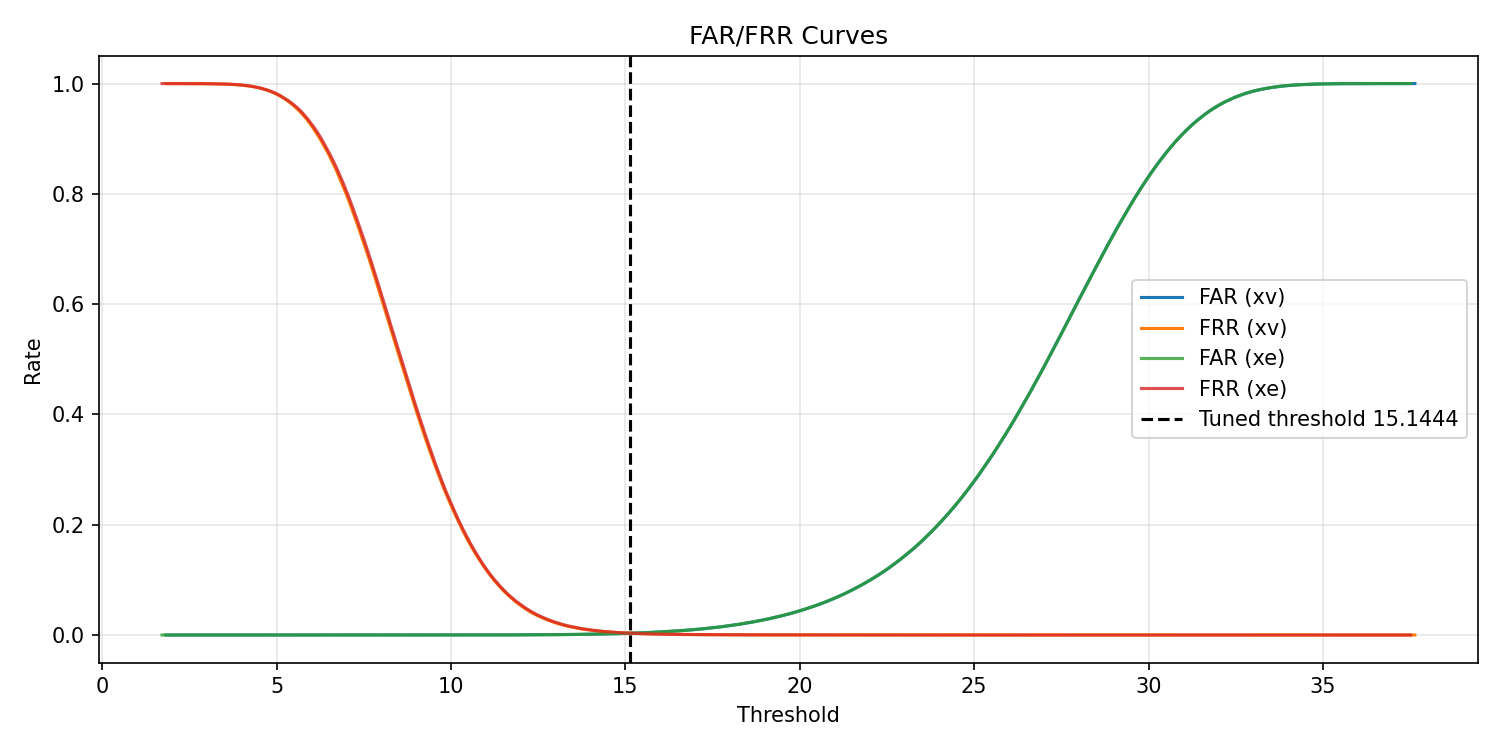 FAR/FRR Curves
1.0
0.8
0.6
0.4
0.2
0.0
Rate
FAR (xv)
FRR (xv)
FAR (xe)
FRR (xe)
Tuned threshold 15.1444
0 5 10 15 20 25 30 35
Threshold